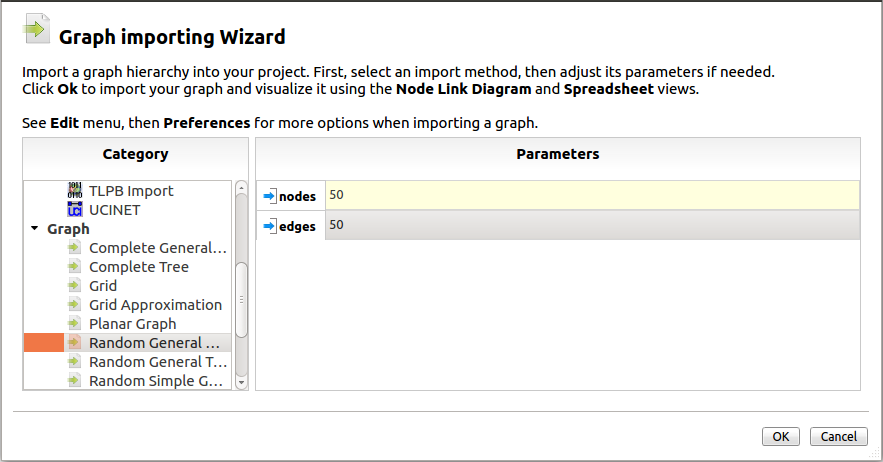 Graph importing Wizard
Import a graph hierarchy into your project. First, select an import method, then adjust its parameters if needed.
Click Ok to import your graph and visualize it using the Node Link Diagram and Spreadsheet views.
See Edit menu, then Preferences for more options when importing a graph.
Category
TLPB Import
UCINET
Graph
Complete General...
Complete Tree
Grid
Grid Approximation
Planar Graph
Random General ...
Random General T...
Random Simple G...
Parameters
nodes 50
edges 50
OK Cancel